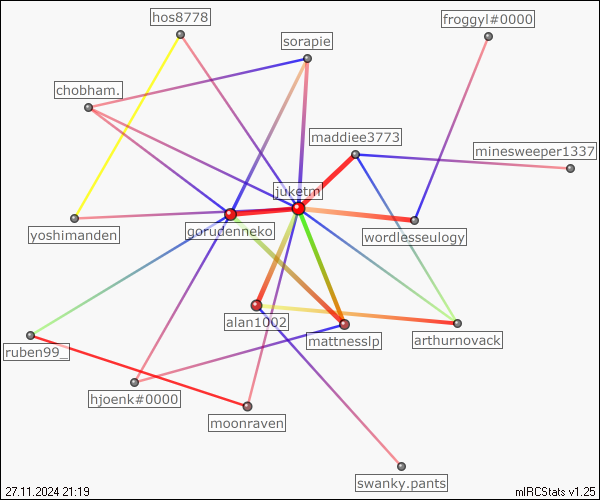 hos8778
froggyl#0000
sorapie
chobham.
maddiee3773
minesweeper1337
juketm
gorudenneko
wordlesseulogy
yoshimanden
alan1002
mattnesslp
arthurnovack
ruben99_
hjoenk#0000
moonraven
swanky.pants
27.11.2024 21:19
mIRCStats v1.25